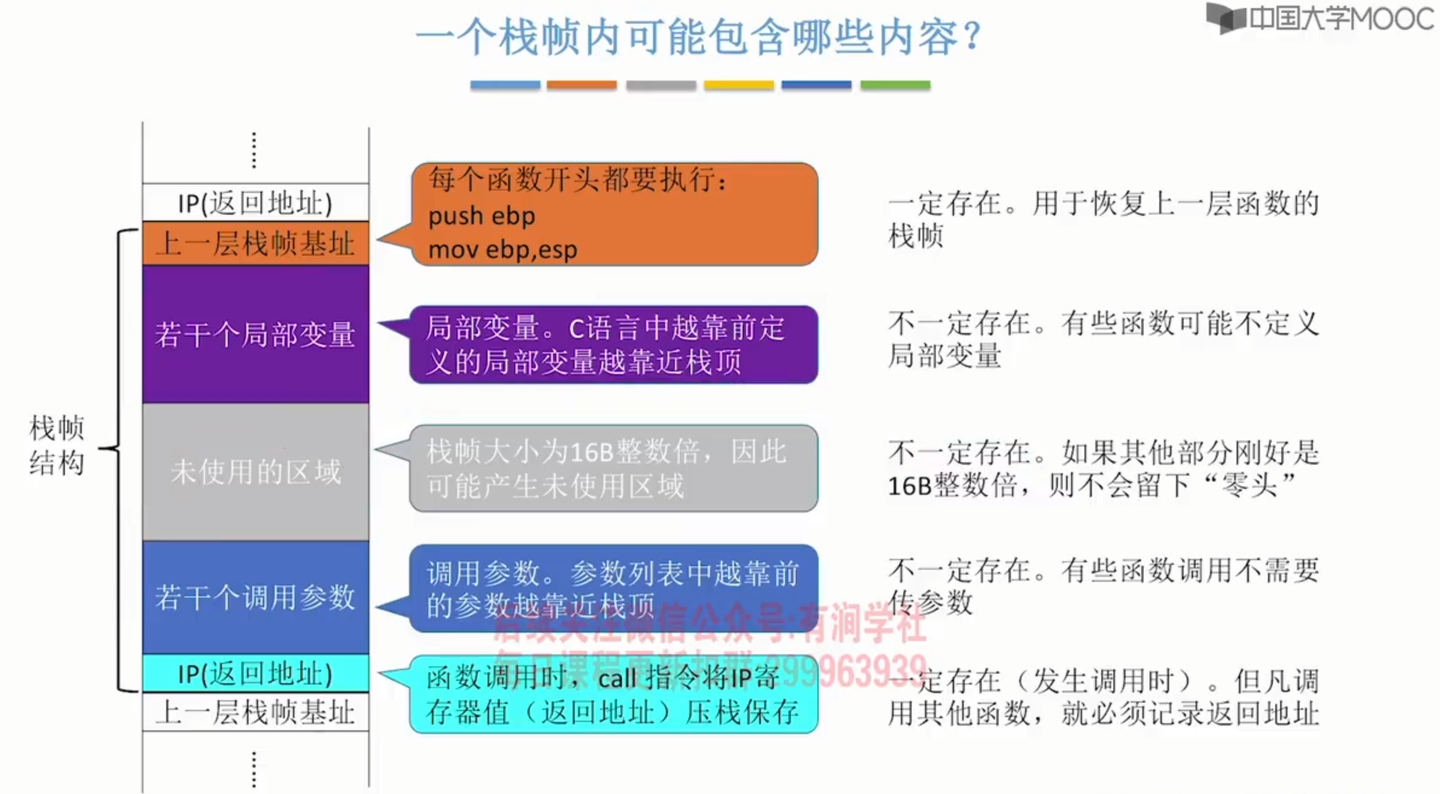 中国大学MOOC
一个栈帧内可能包含哪些内容？
IP(返回地址)
上一层栈帧基址
若干个局部变量
未使用的区域
若干个调用参数
IP(返回地址)
上一层栈帧基址
栈帧
结构
每个函数开头都要执行：
push ebp
mov ebp,esp
一定存在。用于恢复上一层函数的
栈帧
局部变量。C语言中越靠前定
义的局部变量越靠近栈顶
不一定存在。有些函数可能不定义
局部变量
栈帧大小为16B整数倍，因此
可能产生未使用区域
不一定存在。如果其他部分刚好是
16B整数倍，则不会留下“零头”
调用参数。参数列表中越靠前
的参数越靠近栈顶
不一定存在。有些函数调用不需要
传参数
后续关注微信公众号:有涧学社
每日课程更新扣群:299963939
函数调用时，call 指令将IP寄
存器值（返回地址）压栈保存
一定存在（发生调用时）。但凡调
用其他函数，就必须记录返回地址